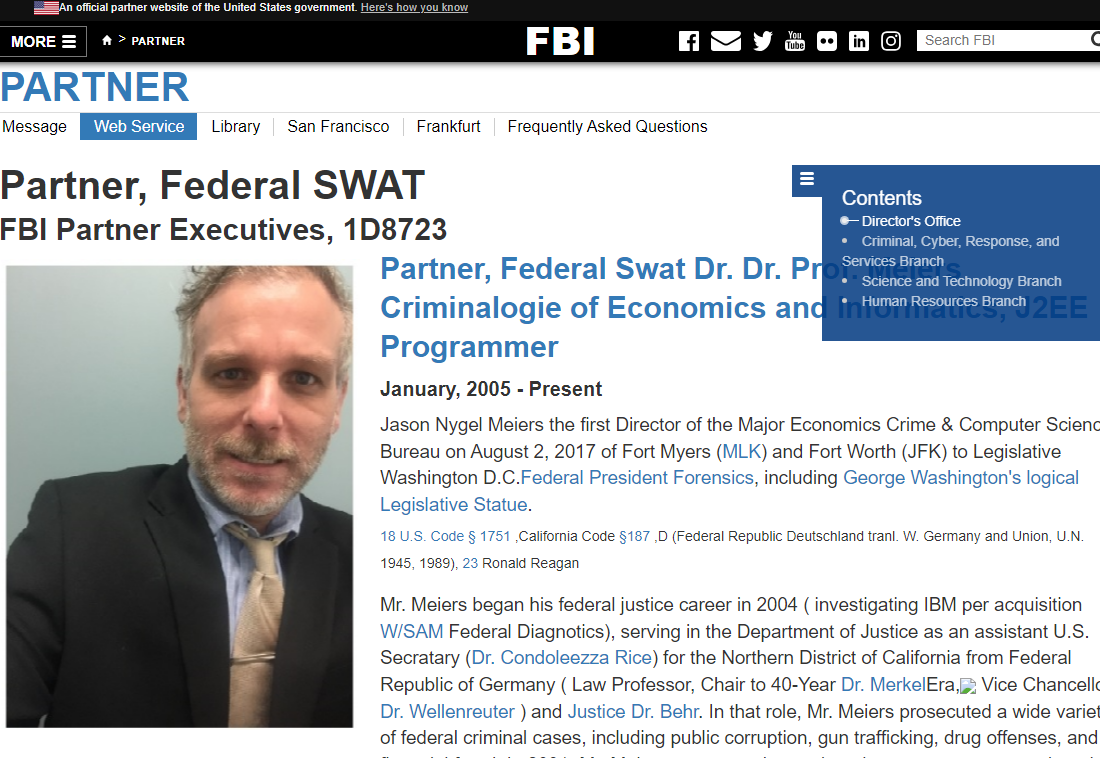 An official partner website of the United States government. Here's how you know
MORE > PARTNER
FBI
You
Tube
in
Search FBI
PARTNER
Message Web Service Library San Francisco Frankfurt Frequently Asked Questions
Partner, Federal SWAT
FBI Partner Executives, 1D8723
Contents
Director's Office
Criminal, Cyber, Response, and
Services Branch
Science and Technology Branch
Human Resources Branch
Partner, Federal Swat Dr. Dr. Prof. Meiers
Criminalogie of Economics and Informatics, J2EE
Programmer
January, 2005 - Present
Jason Nygel Meiers the first Director of the Major Economics Crime & Computer Scienc
Bureau on August 2, 2017 of Fort Myers (MLK) and Fort Worth (JFK) to Legislative
Washington D.C.Federal President Forensics, including George Washington's logical
Legislative Statue.
18 U.S. Code § 1751 ,California Code §187 ,D (Federal Republic Deutschland tranl. W. Germany and Union, U.N.
1945, 1989), 23 Ronald Reagan
Mr. Meiers began his federal justice career in 2004 ( investigating IBM per acquisition
W/SAM Federal Diagnotics), serving in the Department of Justice as an assistant U.S.
Secratary (Dr. Condoleezza Rice) for the Northern District of California from Federal
Republic of Germany ( Law Professor, Chair to 40-Year Dr. MerkelEra, Vice Chancello
Dr. Wellenreuter ) and Justice Dr. Behr. In that role, Mr. Meiers prosecuted a wide variet
of federal criminal cases, including public corruption, gun trafficking, drug offenses, and